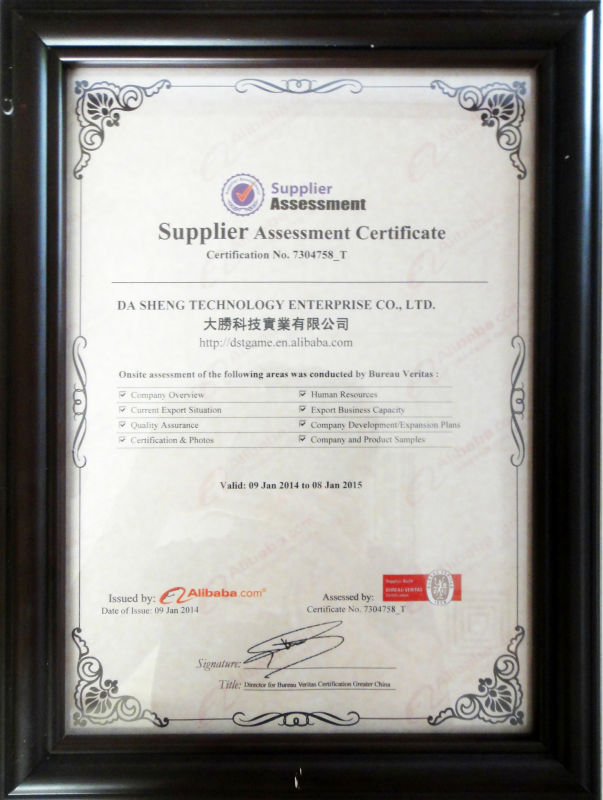 Supplier
Assessment
Supplier Assessment Certificate
Certification No. 7304758_T
DA SHENG TECHNOLOGY ENTERPRISE CO., LTD.
大勝科技實業有限公司
http://dstgame.en.alibaba.com
Onsite assessment of the following areas was conducted by Bureau Veritas :
Company Overview Human Resources
Current Export Situation Export Business Capacity
Quality Assurance Company Development/Expansion Plans
Certification & Photos Company and Product Samples
Valid: 09 Jan 2014 to 08 Jan 2015
Issued by: Alibaba.com®
Date of Issue: 09 Jan 2014
Assessed by: BUREAU VERITAS
Certificate No. 7304758_T
Signature:
Title: Director for Bureau Veritas Certification Greater China